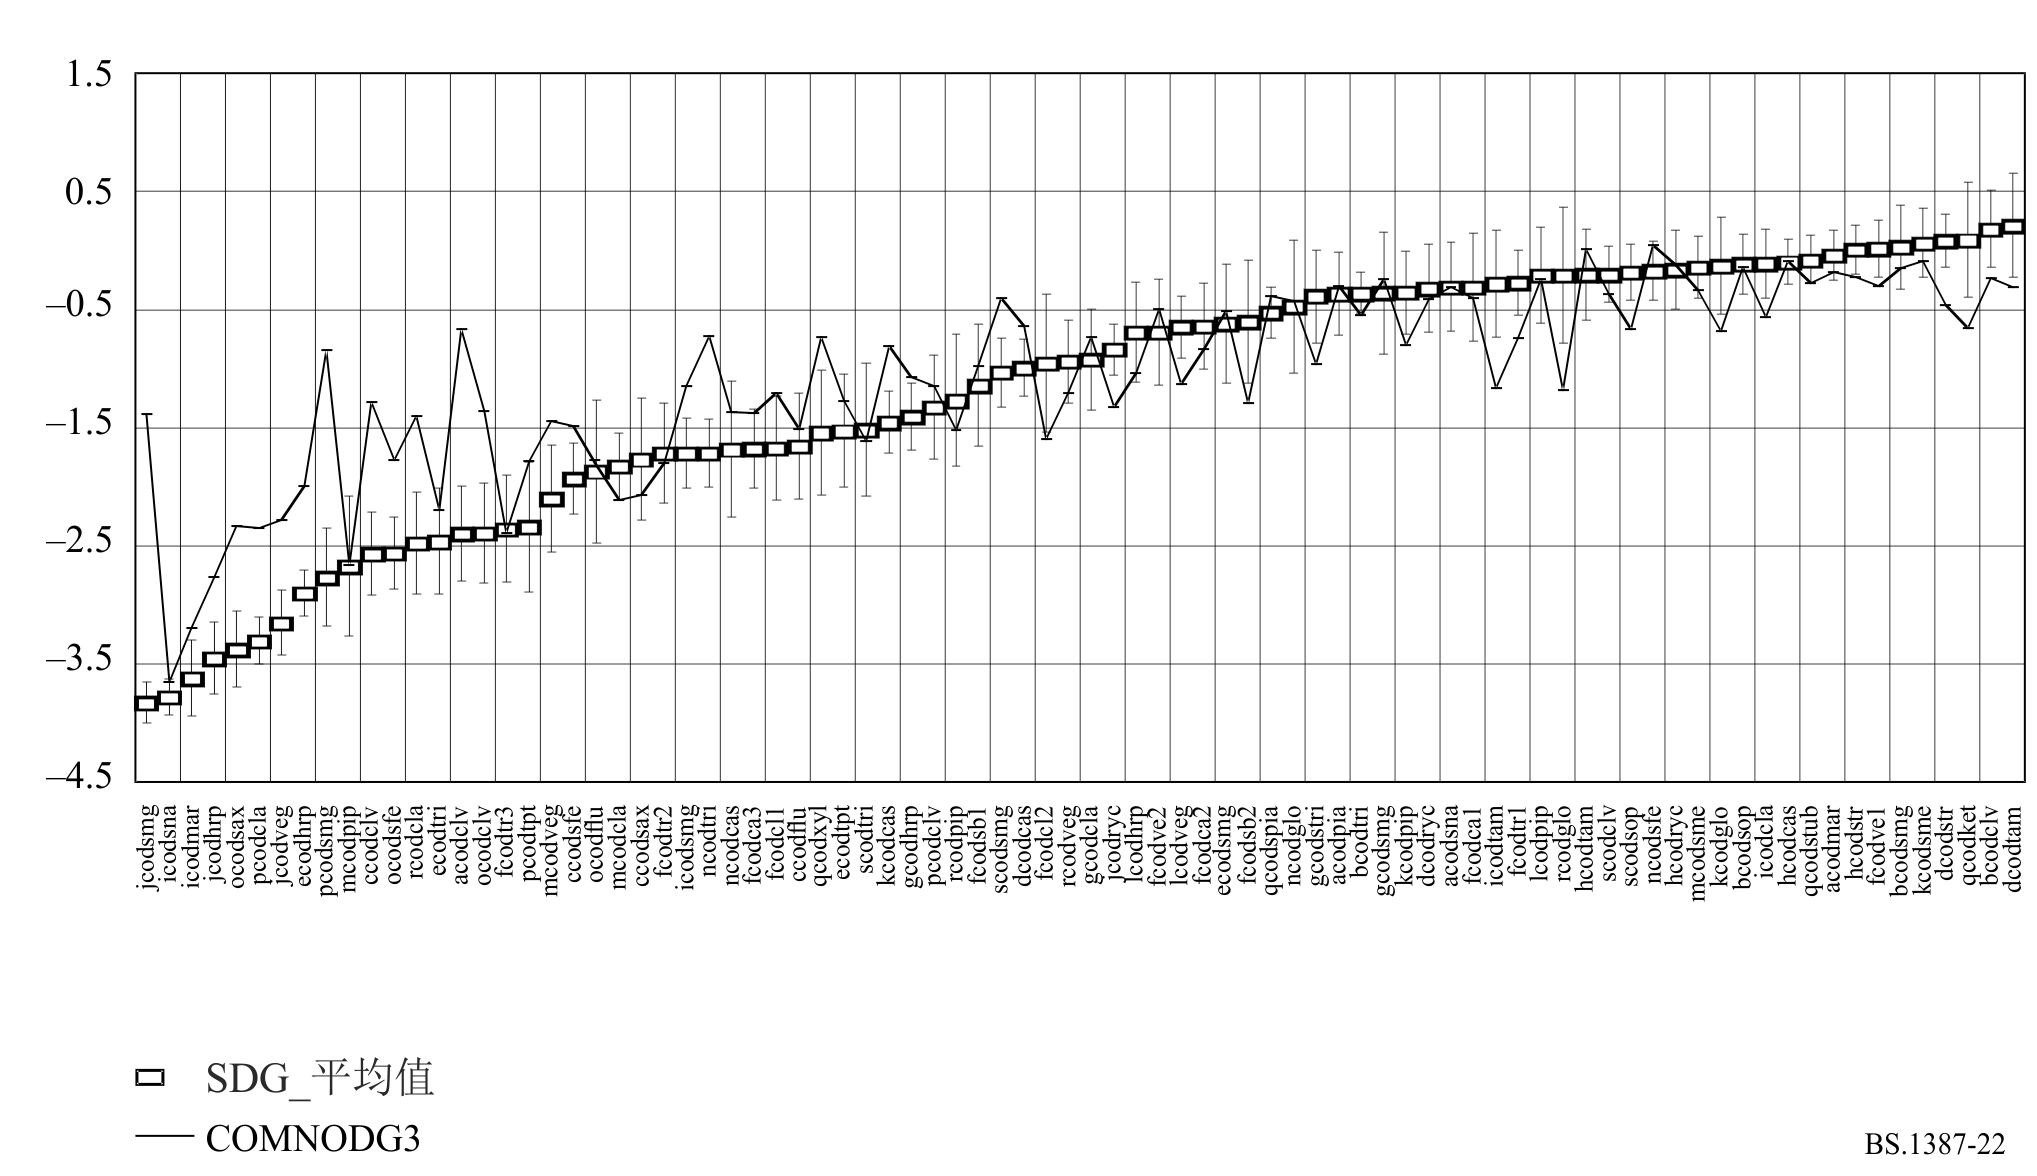 1.5
0.5
–0.5
–1.5
–2.5
–3.5
–4.5
jcodsmg
icodsna
icodmar
jcodhrp
ocodsax
pcodcla
jcodveg
ecodhrp
pcodsmg
mcodpip
ccodclv
ocodsfe
rcodcla
ecodtri
acodclv
ocodclv
fcodtr3
pcodtpt
mcodveg
ccodsfe
ocodflu
mcodcla
ccodsax
fcodtr2
icodsmg
ncodtri
ncodcas
fcodca3
fcodcl1
ccodflu
qcodxyl
ecodtpt
scodtri
kcodcas
gcodhrp
pcodclv
rcodpip
fcodsb1
scodsmg
dcodcas
fcodcl2
rcodveg
gcodcla
jcodryc
lcodhrp
fcodve2
lcodveg
fcodca2
ecodsmg
fcodsb2
qcodspia
ncodglo
gcodstri
acodpia
bcodtri
gcodsmg
kcodpip
dcodryc
acodsna
fcodca1
icodtam
fcodtr1
lcodpip
rcodglo
hcodtam
scodclv
scodsop
ncodsfe
hcodryc
mcodsme
kcodglo
bcodsop
icodcla
hcodcas
qcodstub
acodmar
hcodstr
fcodve1
bcodsmg
kcodsme
dcodstr
qcodket
bcodclv
dcodtam
SDG_平均值
COMNODG3
BS.1387-22